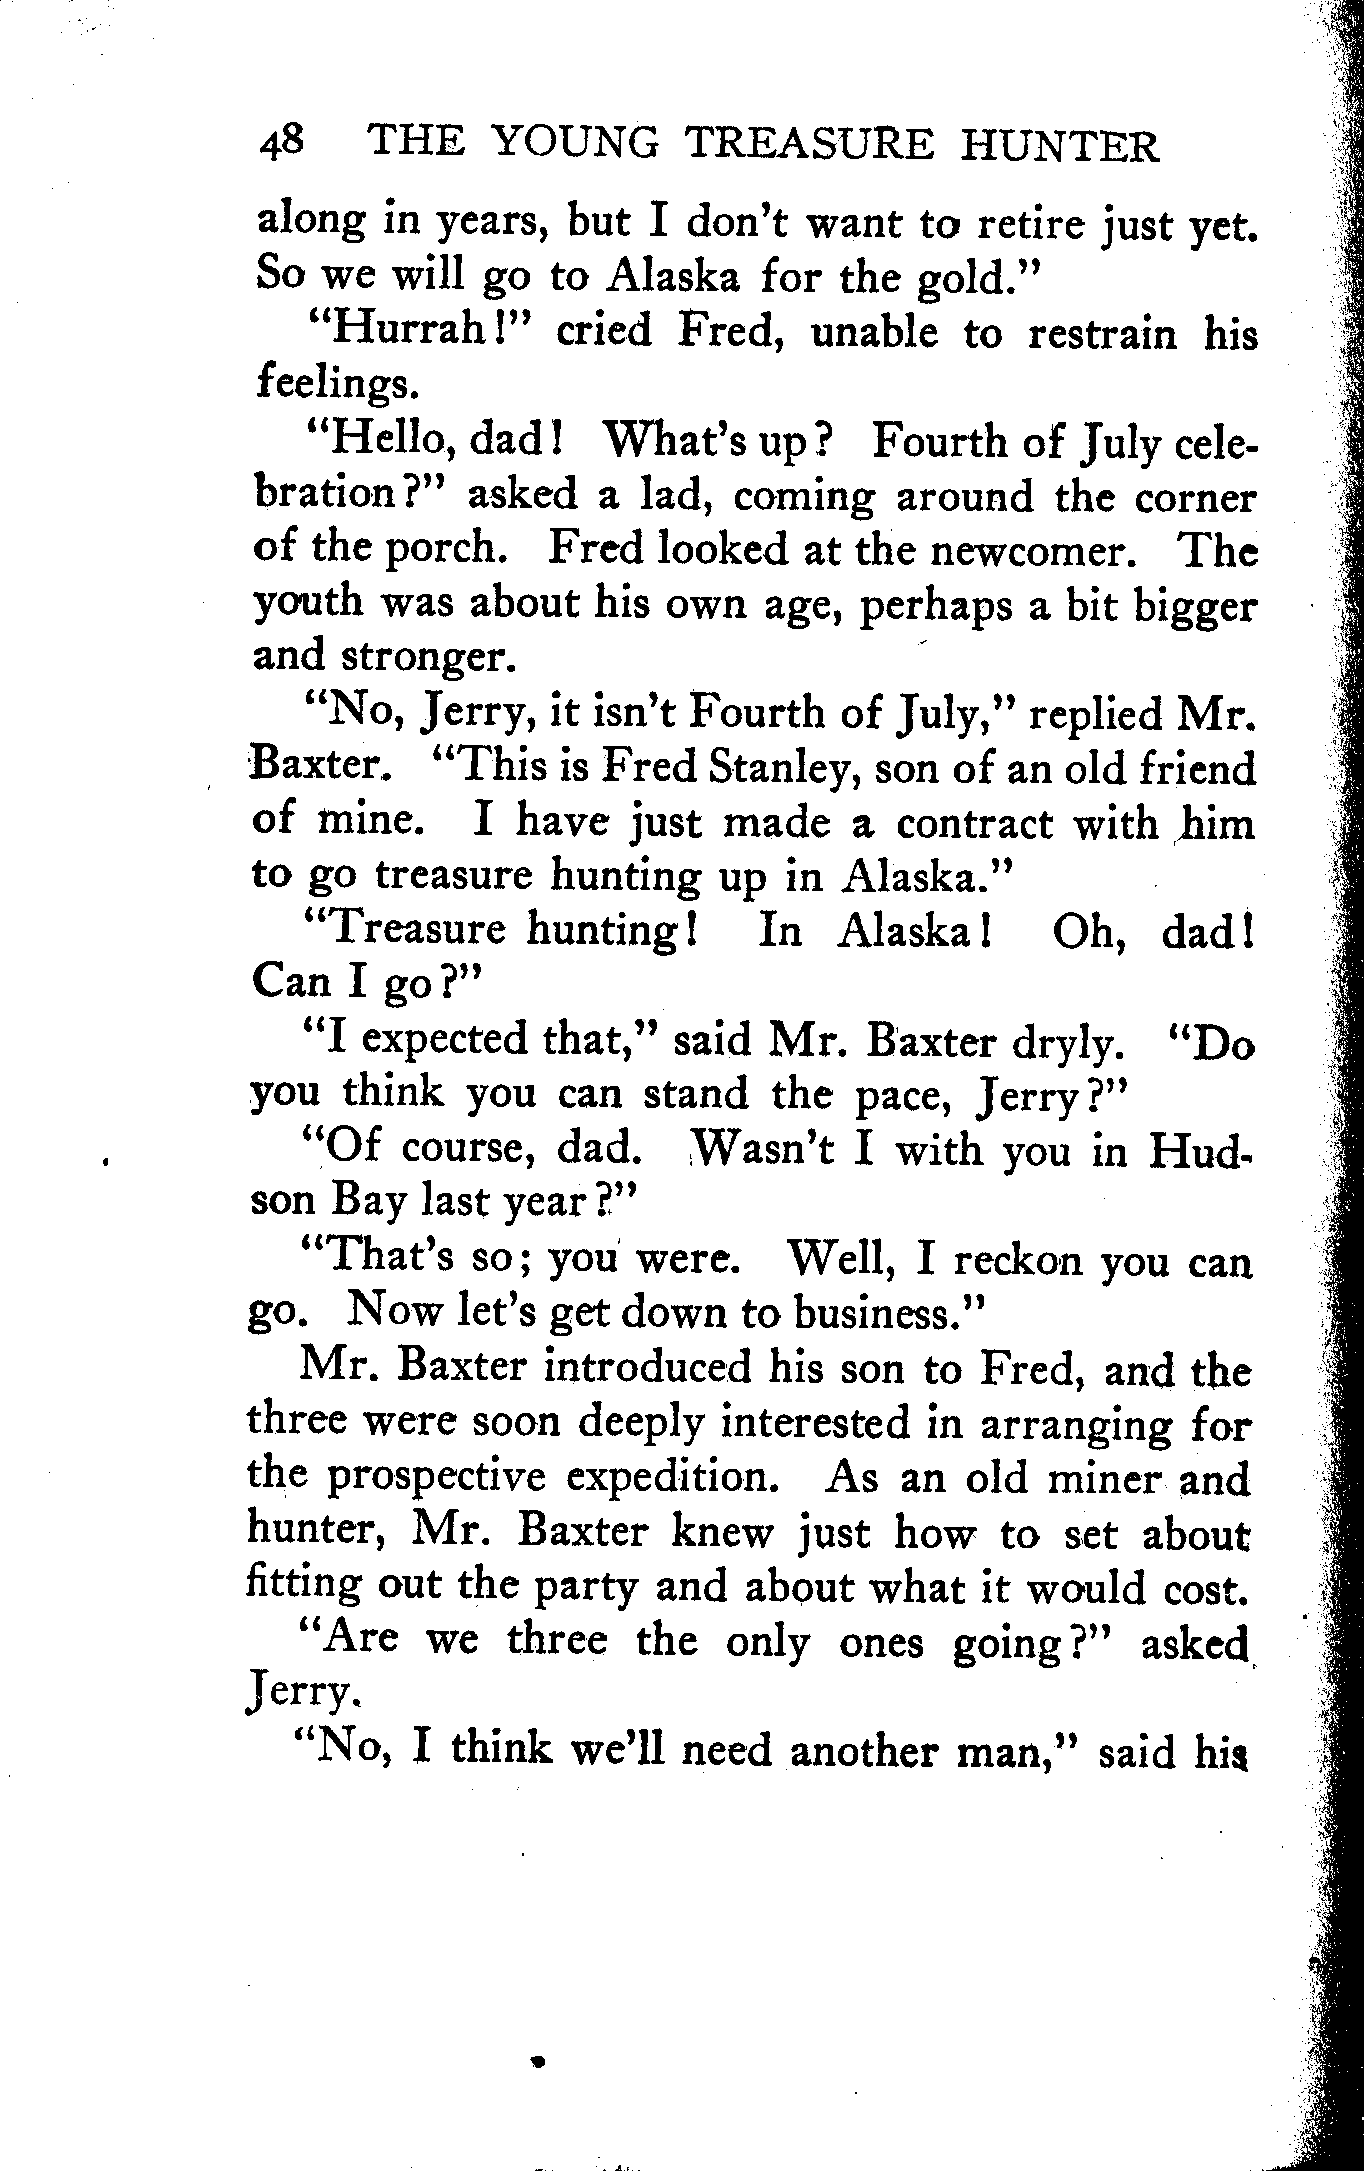 48 THE YOUNG TREASURE HUNTER
along in years, but I don't want to retire just yet.
So we will go to Alaska for the gold."
"Hurrah!" cried Fred, unable to restrain his
feelings.
"Hello, dad! What's up? Fourth of July cele-
bration?" asked a lad, coming around the corner
of the porch. Fred looked at the newcomer. The
youth was about his own age, perhaps a bit bigger
and stronger.
"No, Jerry, it isn't Fourth of July," replied Mr.
Baxter. "This is Fred Stanley, son of an old friend
of mine. I have just made a contract with him
to go treasure hunting up in Alaska."
"Treasure hunting! In Alaska! Oh, dad!
Can I go?"
"I expected that," said Mr. Baxter dryly. "Do
you think you can stand the pace, Jerry?"
"Of course, dad. Wasn't I with you in Hud-
son Bay last year?"
"That's so; you were. Well, I reckon you can
go. Now let's get down to business."
Mr. Baxter introduced his son to Fred, and the
three were soon deeply interested in arranging for
the prospective expedition. As an old miner and
hunter, Mr. Baxter knew just how to set about
fitting out the party and about what it would cost.
"Are we three the only ones going?" asked
Jerry.
"No, I think we'll need another man," said his